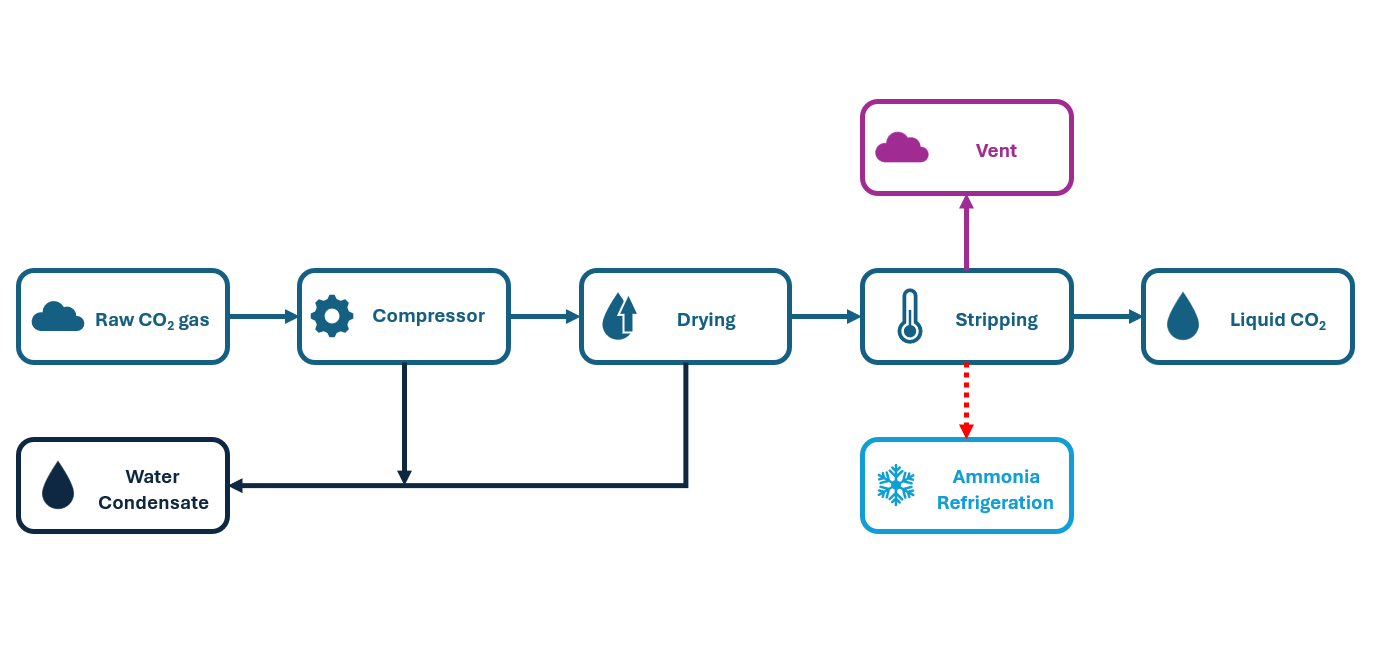 Vent
Raw CO₂ gas
Compressor
Drying
Stripping
Liquid CO₂
Water
Condensate
Ammonia
Refrigeration